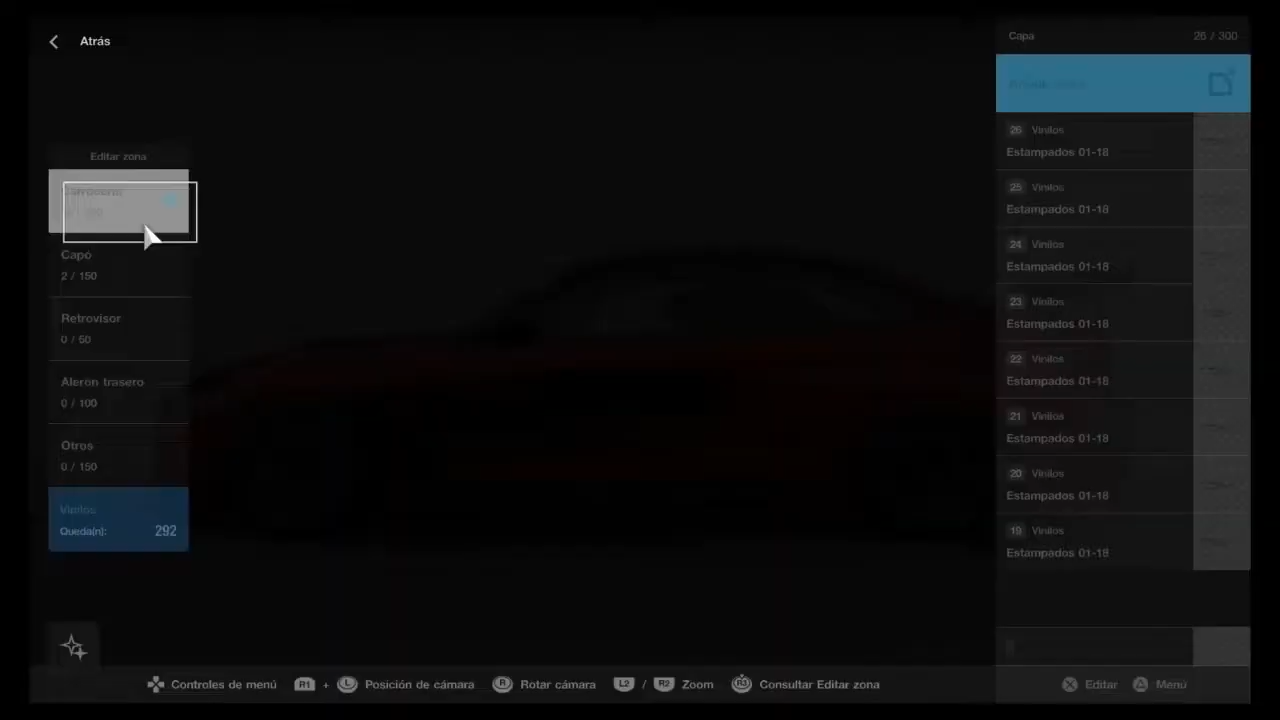 Atrás
Capa 26 / 300
Editar zona
Carrocería
Capó
2 / 150
Retrovisor
0 / 50
Alerón trasero
0 / 100
Otros
0 / 150
Vinilos
Queda(n): 292
26 Vinilos
Estampados 01-18
25 Vinilos
Estampados 01-18
24 Vinilos
Estampados 01-18
23 Vinilos
Estampados 01-18
22 Vinilos
Estampados 01-18
21 Vinilos
Estampados 01-18
20 Vinilos
Estampados 01-18
19 Vinilos
Estampados 01-18
Controles de menú R1 + L Posición de cámara R Rotar cámara L2 / R2 Zoom R3 Consultar Editar zona Editar Menú